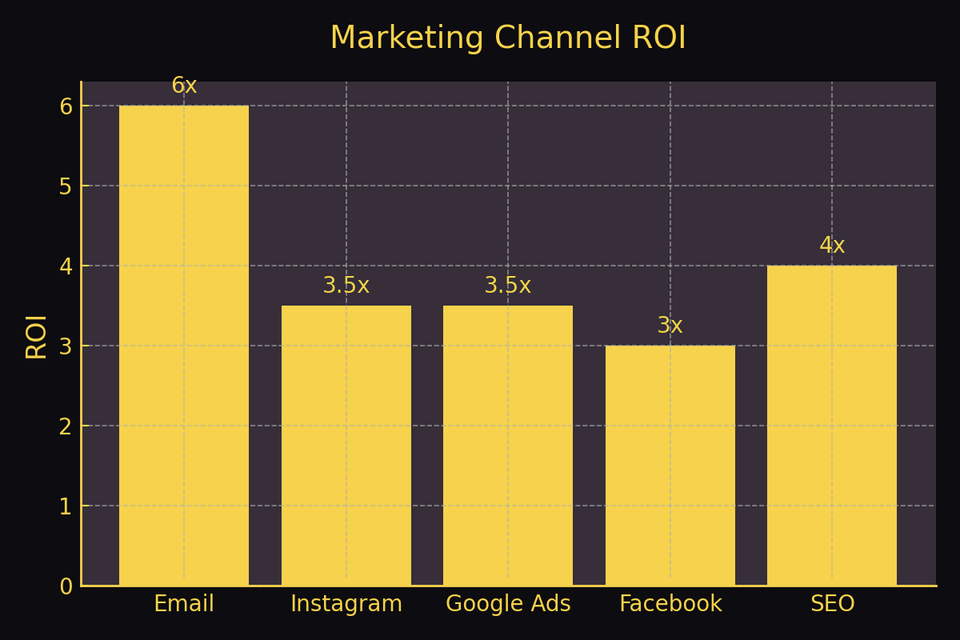 Marketing Channel ROI
6x
3.5x
3.5x
3x
4x
ROI
6
5
4
3
2
1
0
Email
Instagram
Google Ads
Facebook
SEO